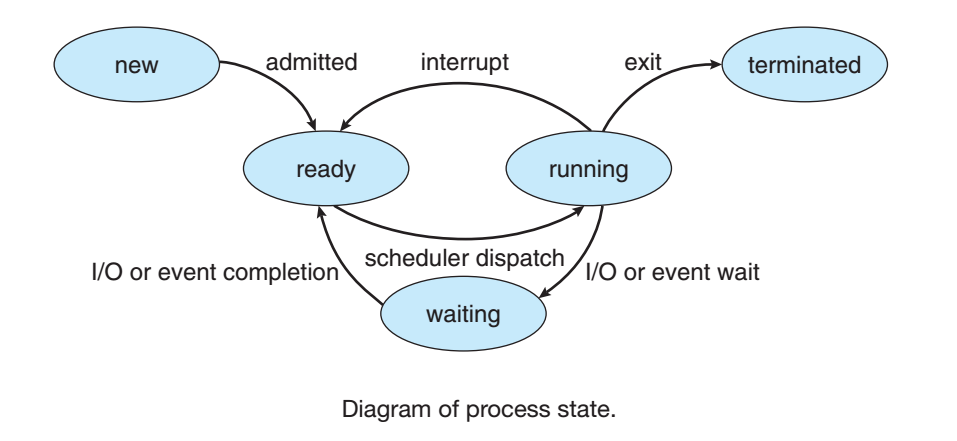 new
admitted
interrupt
exit
terminated
ready
running
I/O or event completion
scheduler dispatch
I/O or event wait
waiting
Diagram of process state.